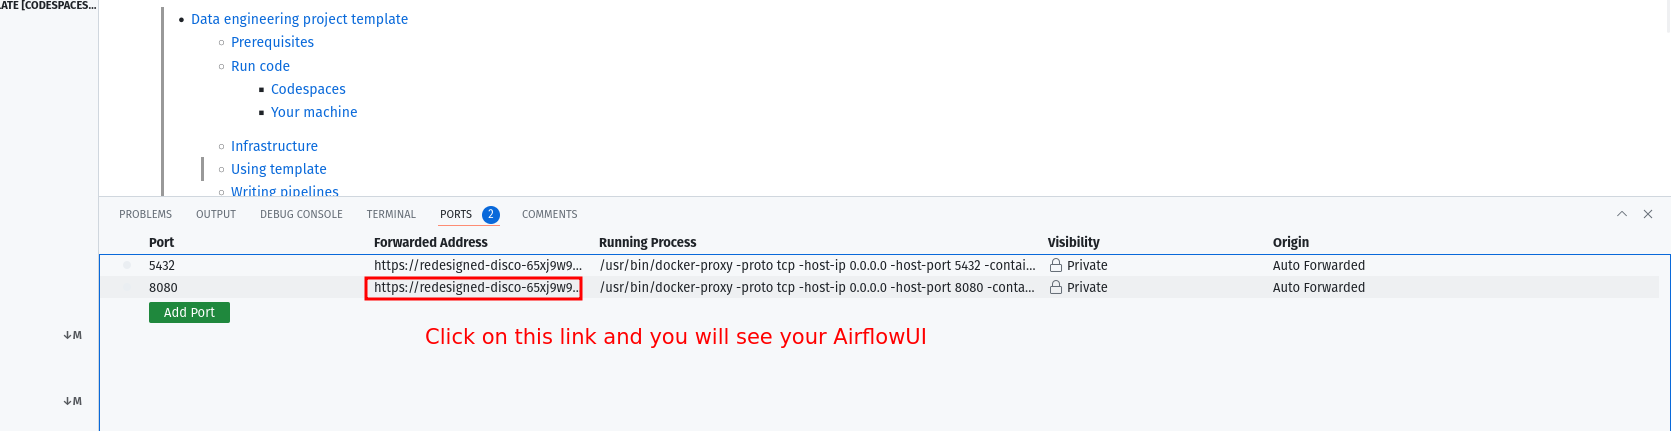 LATE [CODESPACES...
Data engineering project template
Prerequisites
Run code
Codespaces
Your machine
Infrastructure
Using template
Writing pipelines
PROBLEMS OUTPUT DEBUG CONSOLE TERMINAL PORTS 2 COMMENTS
Port Forwarded Address Running Process Visibility Origin
5432 https://redesigned-disco-65xj9w9... /usr/bin/docker-proxy -proto tcp -host-ip 0.0.0.0 -host-port 5432 -contai... Private Auto Forwarded
8080 https://redesigned-disco-65xj9w9... /usr/bin/docker-proxy -proto tcp -host-ip 0.0.0.0 -host-port 8080 -conta... Private Auto Forwarded
Add Port
↓M
Click on this link and you will see your AirflowUI
↓M